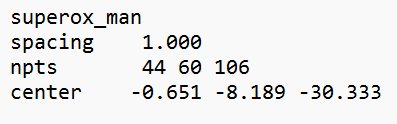 superox_man
spacing    1.000
npts       44 60 106
center    -0.651 -8.189 -30.333